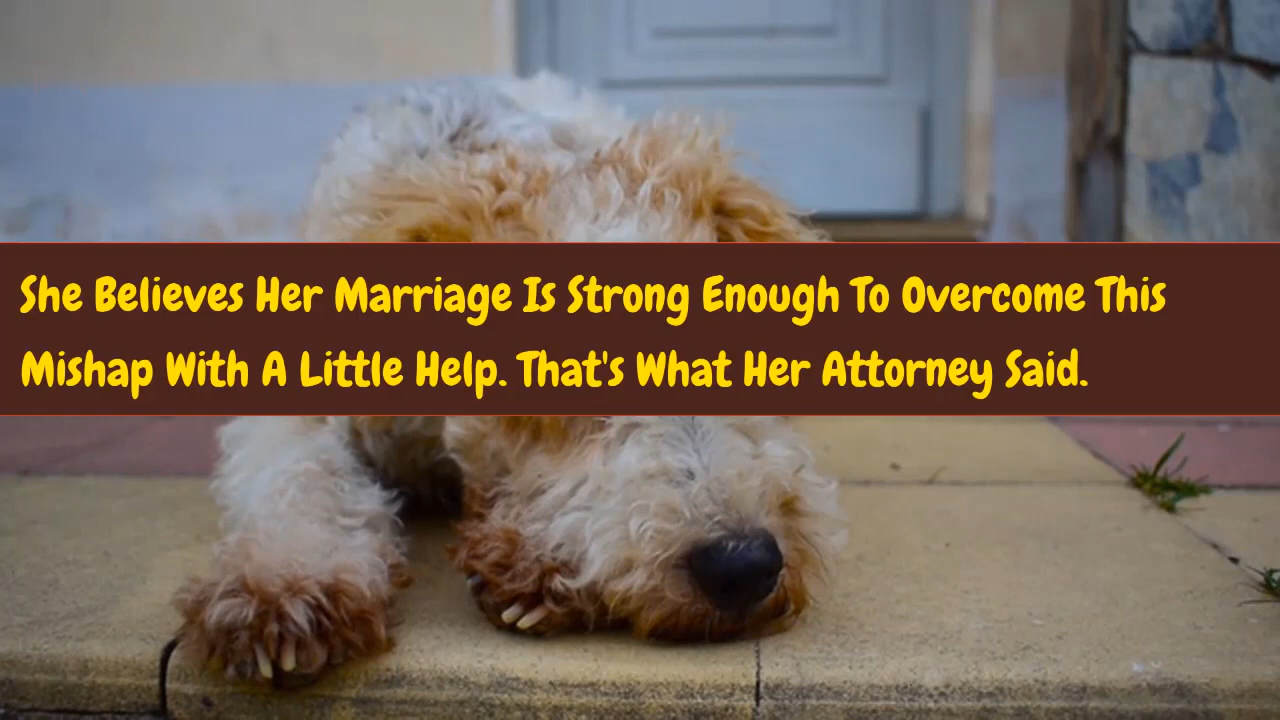 She Believes Her Marriage Is Strong Enough To Overcome This
Mishap With A Little Help. That's What Her Attorney Said.